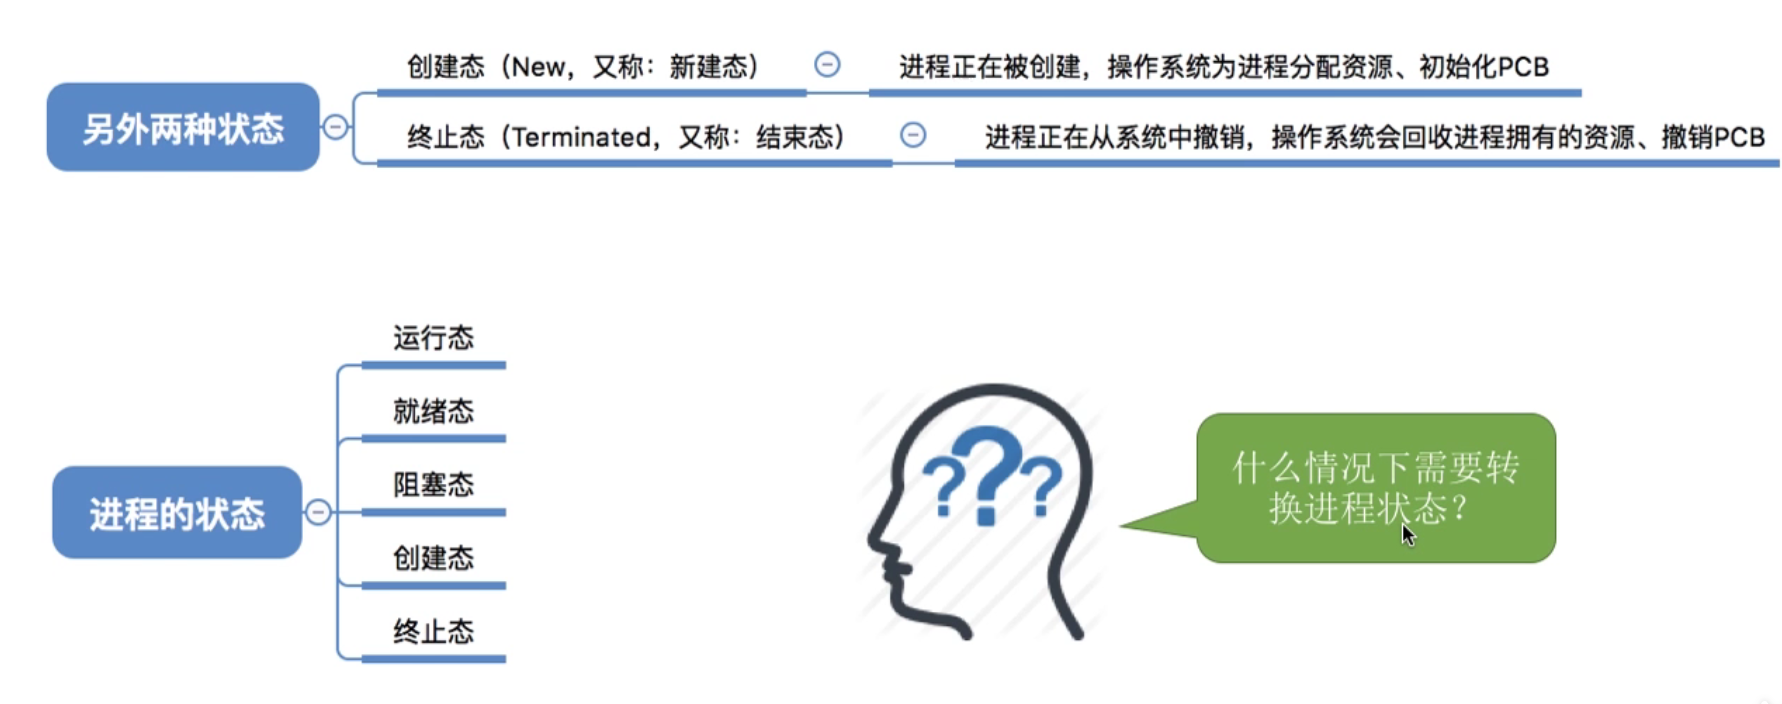 创建态（New，又称：新建态）
进程正在被创建，操作系统为进程分配资源、初始化PCB
另外两种状态
终止态（Terminated，又称：结束态）
进程正在从系统中撤销，操作系统会回收进程拥有的资源、撤销PCB
运行态
就绪态
阻塞态
进程的状态
创建态
终止态
???
什么情况下需要转
换进程状态？